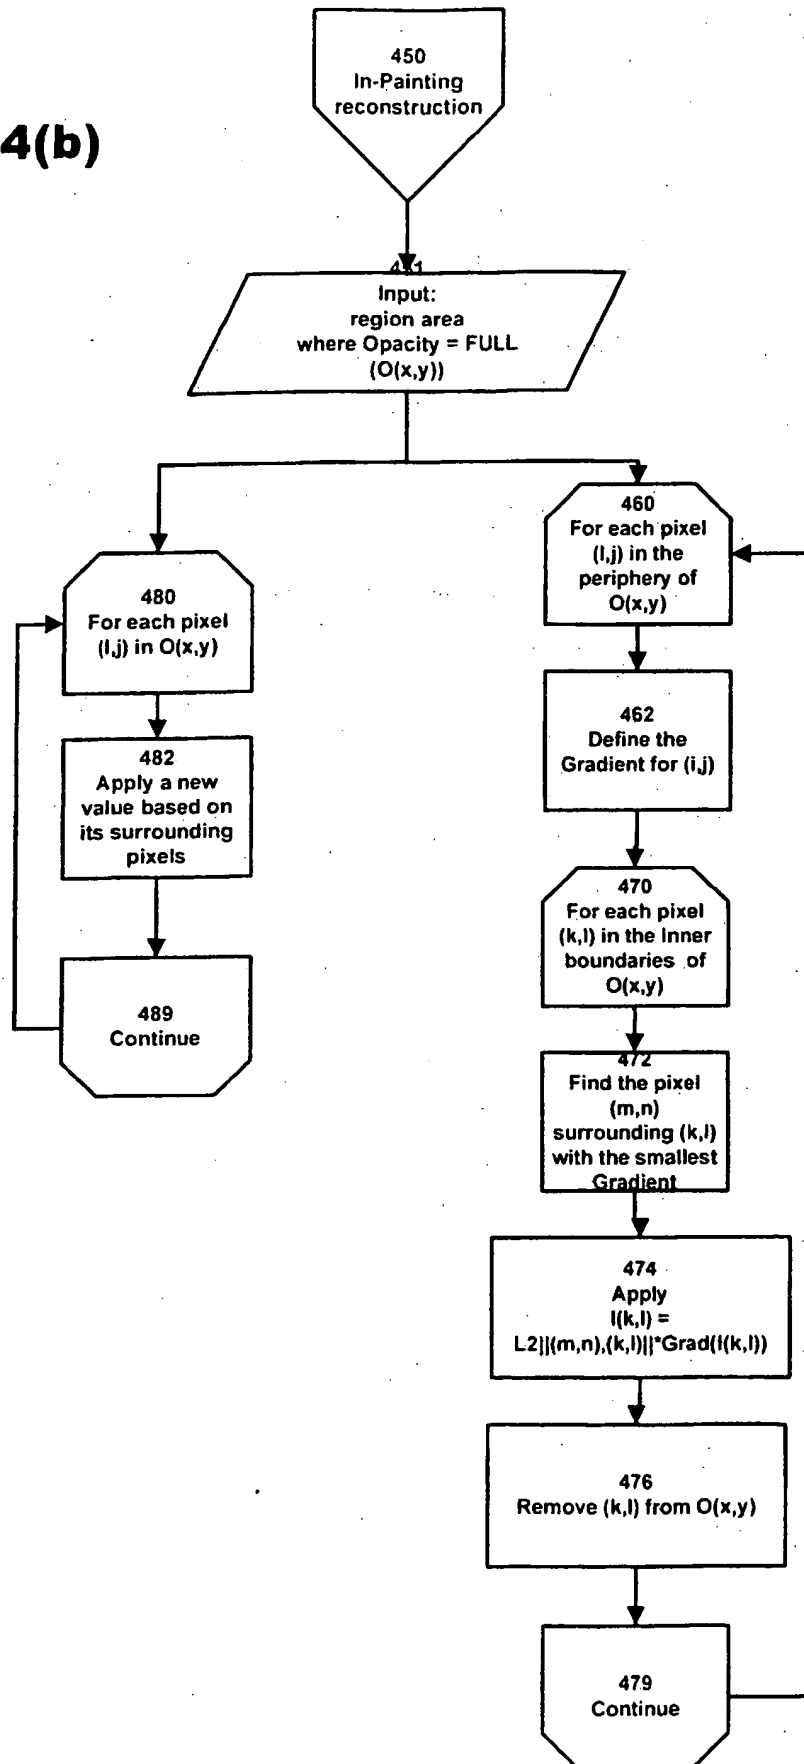 450
In-Painting
reconstruction
4(b)
451
Input:
region area
where Opacity = FULL
(O(x,y))
460
For each pixel
(I,j) in the
periphery of
O(x,y)
480
For each pixel
(I,j) in O(x,y)
462
Define the
Gradient for (i,j)
482
Apply a new
value based on
its surrounding
pixels
470
For each pixel
(k,l) in the Inner
boundaries of
O(x,y)
489
Continue
472
Find the pixel
(m,n)
surrounding (k,l)
with the smallest
Gradient
474
Apply
I(k,l) =
L2||(m,n),(k,l)||*Grad(I(k,l))
476
Remove (k,l) from O(x,y)
479
Continue